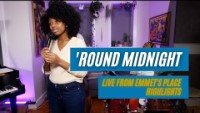 'ROUND MIDNIGHT
LIVE FROM EMMET'S PLACE
HIGHLIGHTS